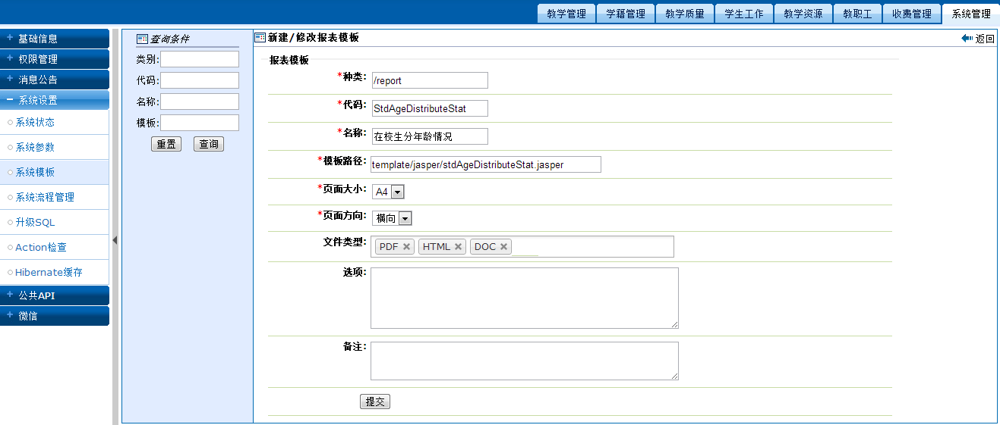 教学管理 学籍管理 教学质量 学生工作 教学资源 教职工 收费管理 系统管理
基础信息
权限管理
消息公告
系统设置
系统状态
系统参数
系统模板
系统流程管理
升级SQL
Action检查
Hibernate缓存
公共API
微信
查询条件
类别:
代码:
名称:
模板:
重置 查询
新建/修改报表模板 返回
报表模板
*种类: /report
*代码: StdAgeDistributeStat
*名称: 在校生分年龄情况
*模板路径: template/jasper/stdAgeDistributeStat.jasper
*页面大小: A4
*页面方向: 横向
文件类型: PDF HTML DOC
选项:
备注:
提交